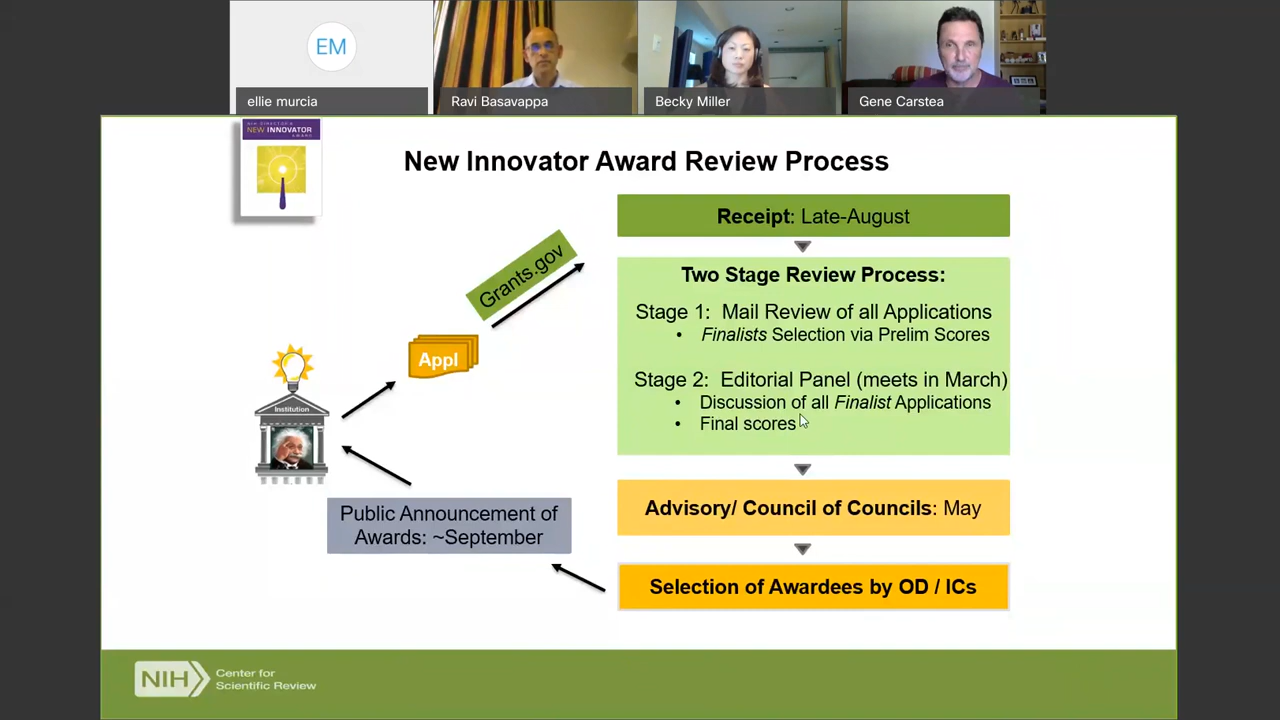 EM
ellie murcia
Ravi Basavappa
Becky Miller
Gene Carstea
NIH DIRECTOR'S
NEW INNOVATOR
AWARD
New Innovator Award Review Process
Receipt: Late-August
Grants.gov
Two Stage Review Process:
Stage 1: Mail Review of all Applications
• Finalists Selection via Prelim Scores
Appl
Stage 2: Editorial Panel (meets in March)
• Discussion of all Finalist Applications
• Final scores
Institution
Advisory/ Council of Councils: May
Public Announcement of
Awards: ~September
Selection of Awardees by OD / ICs
NIH
Center for
Scientific Review